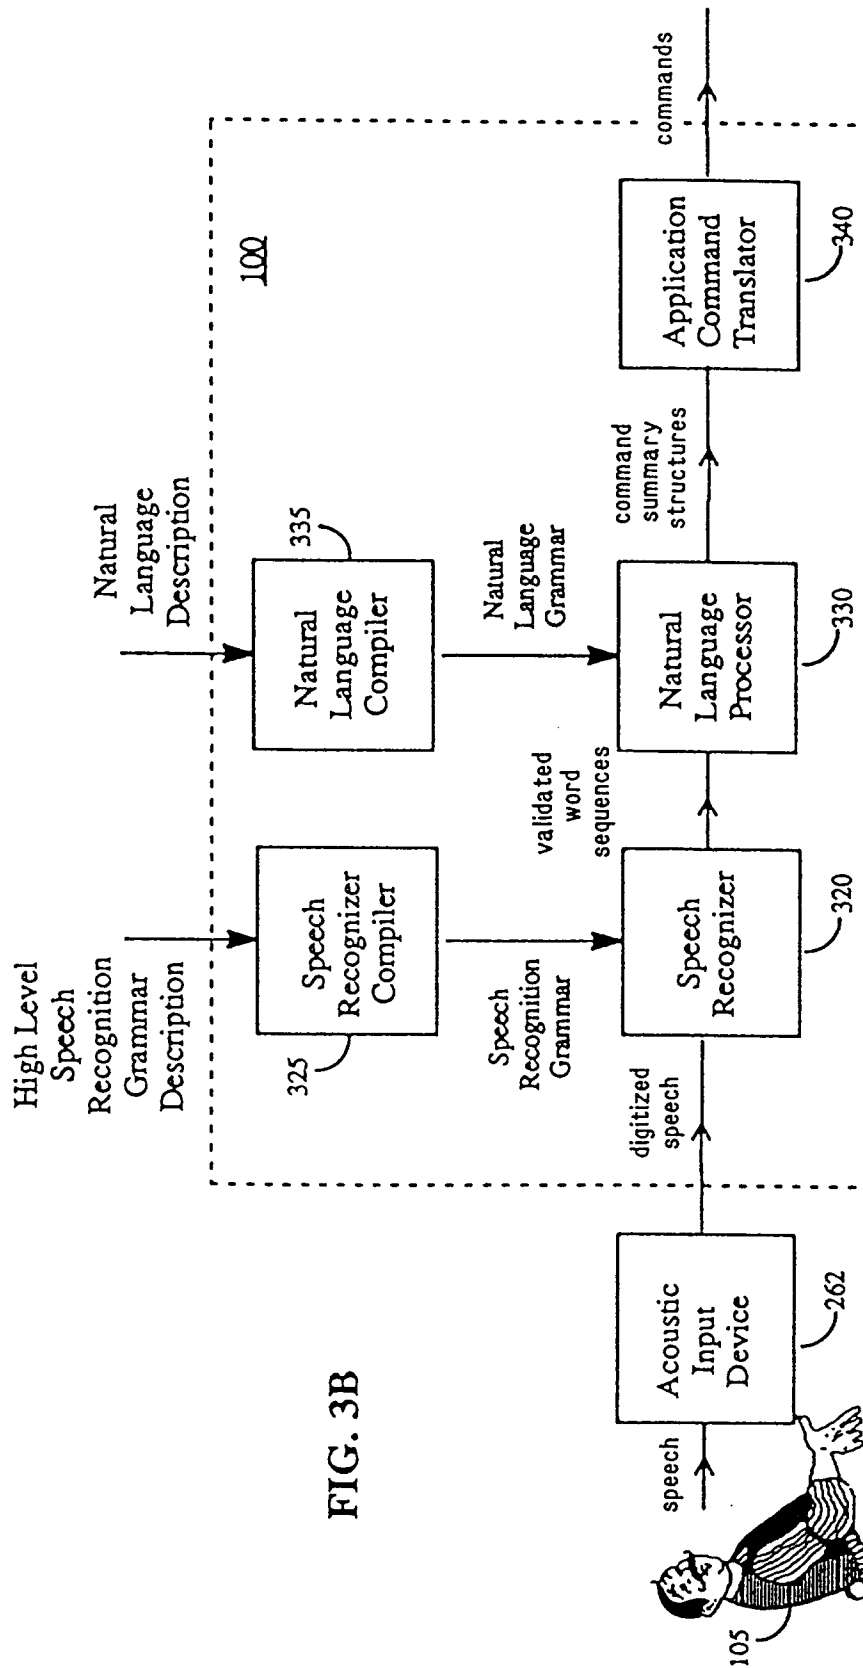 High Level
Speech
Recognition
Grammar
Description
Natural
Language
Description
100
325
Speech
Recognizer
Compiler
335
Natural
Language
Compiler
Speech
Recognition
Grammar
Natural
Language
Grammar
speech
Acoustic
Input
Device
digitized
speech
Speech
Recognizer
validated
word
sequences
Natural
Language
Processor
command
summary
structures
Application
Command
Translator
commands
105
262
320
330
340
FIG. 3B